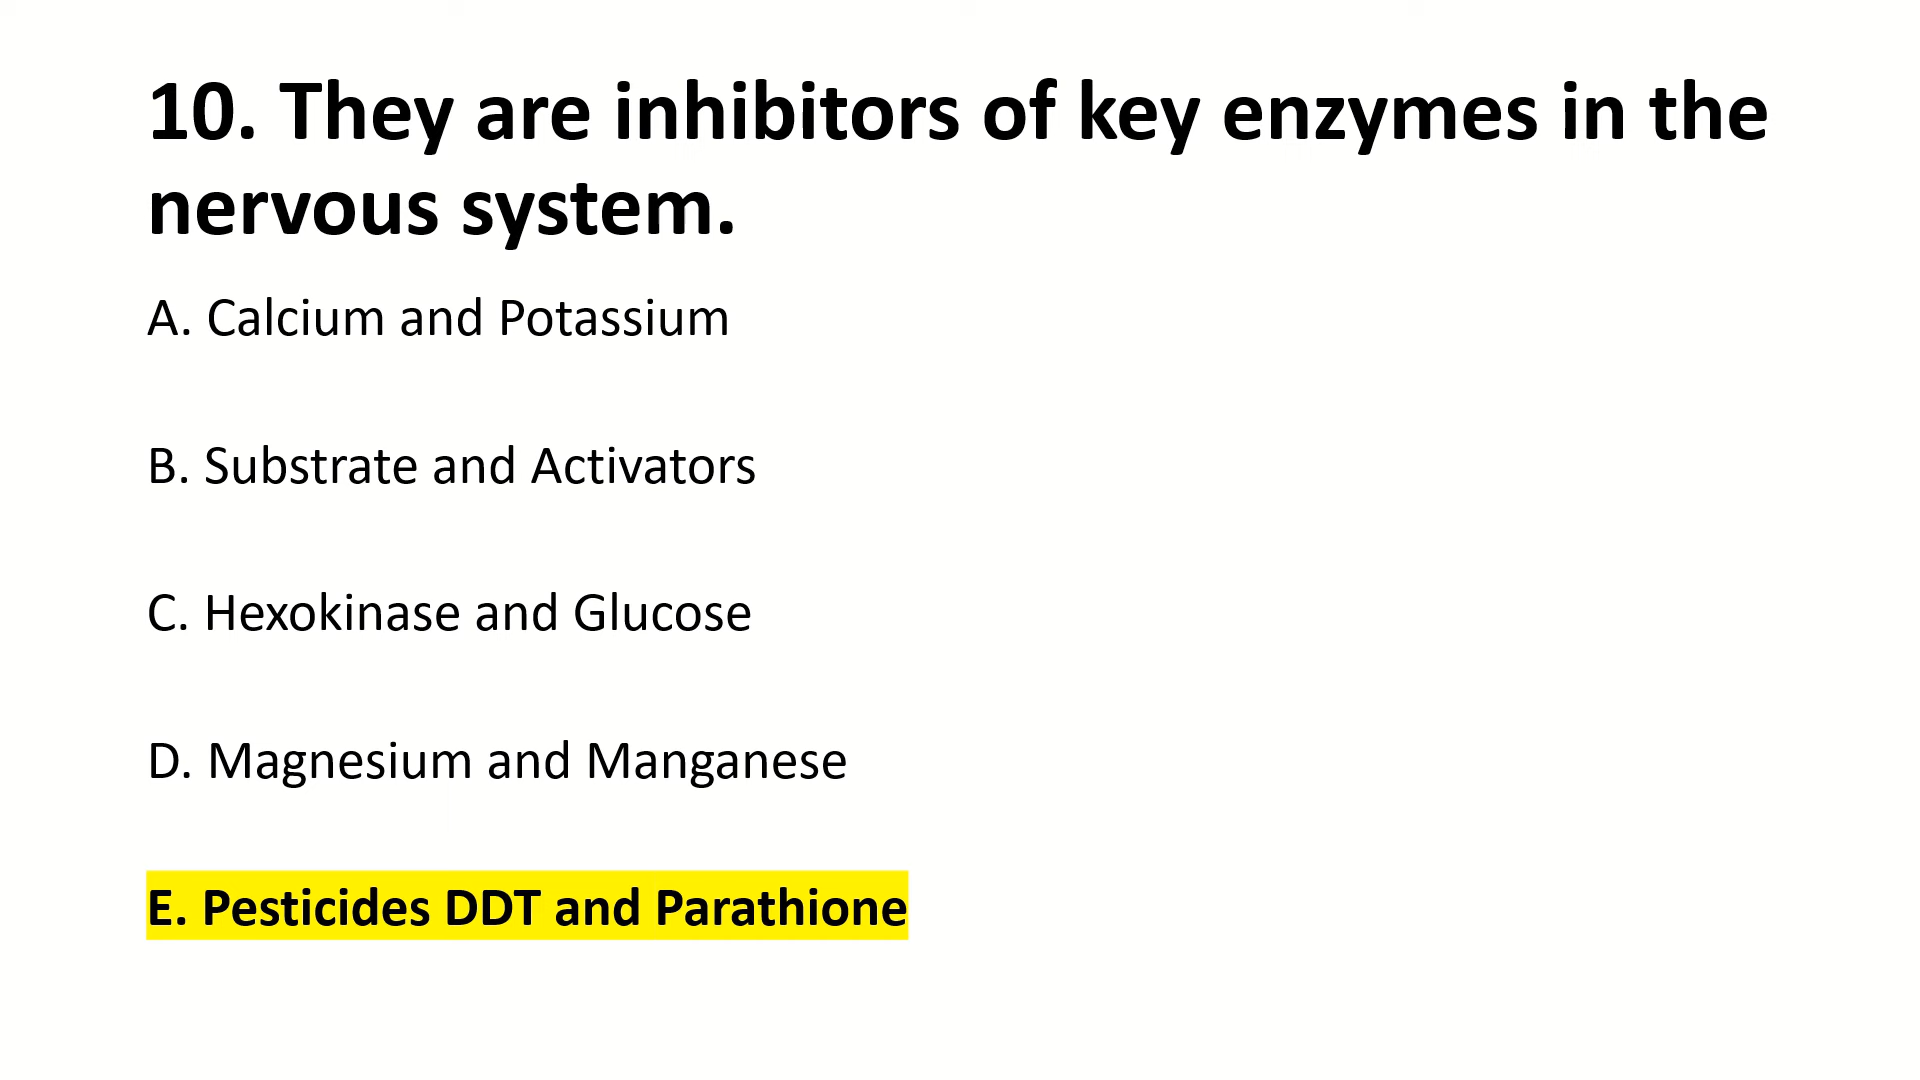 10. They are inhibitors of key enzymes in the
nervous system.
A. Calcium and Potassium
B. Substrate and Activators
C. Hexokinase and Glucose
D. Magnesium and Manganese
E. Pesticides DDT and Parathione